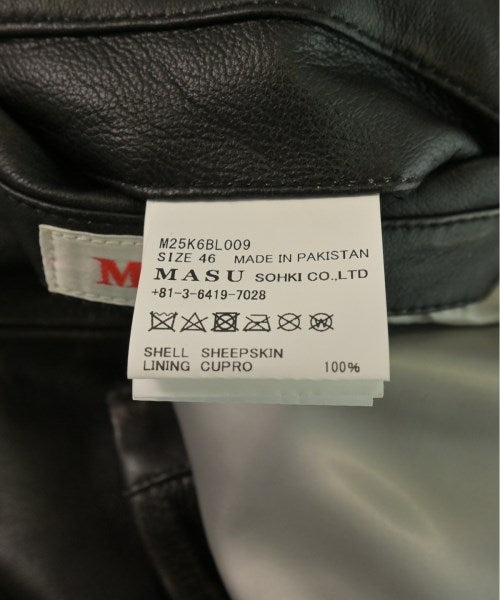 M25K6BL009
SIZE 46 MADE IN PAKISTAN
MASU SOHKI CO.,LTD
+81-3-6419-7028
SHELL SHEEPSKIN
LINING CUPRO 100%
M